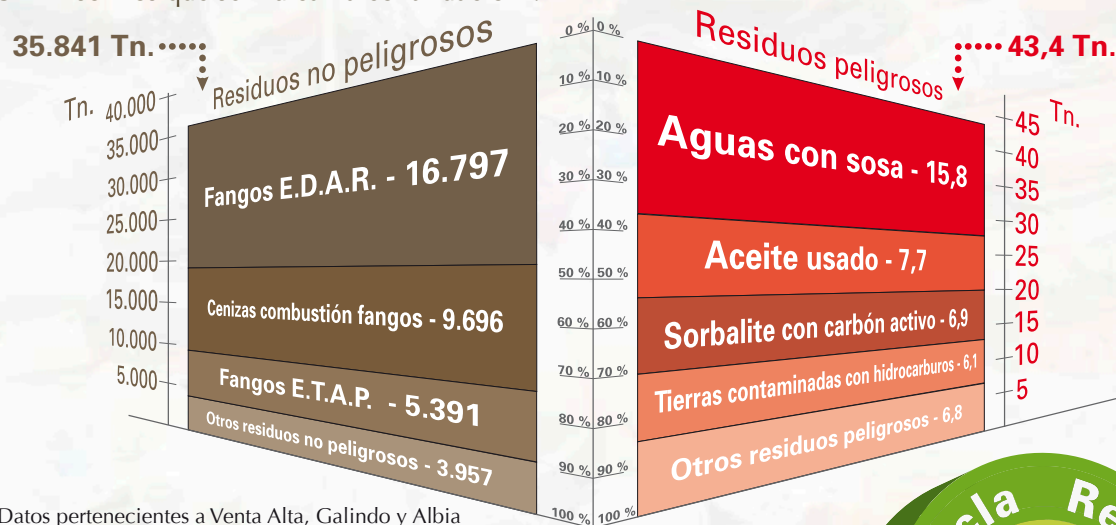 35.841 Tn.
Residuos no peligrosos
Tn.
40.000
35.000
30.000
25.000
20.000
15.000
10.000
5.000
Fangos E.D.A.R. - 16.797
Cenizas combustión fangos - 9.696
Fangos E.T.A.P. - 5.391
Otros residuos no peligrosos - 3.957
0 % 0 %
10 % 10 %
20 % 20 %
30 % 30 %
40 % 40 %
50 % 50 %
60 % 60 %
70 % 70 %
80 % 80 %
90 % 90 %
100 % 100 %
Residuos peligrosos
43,4 Tn.
Aguas con sosa - 15,8
Aceite usado - 7,7
Sorbalite con carbón activo - 6,9
Tierras contaminadas con hidrocarburos - 6,1
Otros residuos peligrosos - 6,8
Tn.
45
40
35
30
25
20
15
10
5
Datos pertenecientes a Venta Alta, Galindo y Albia